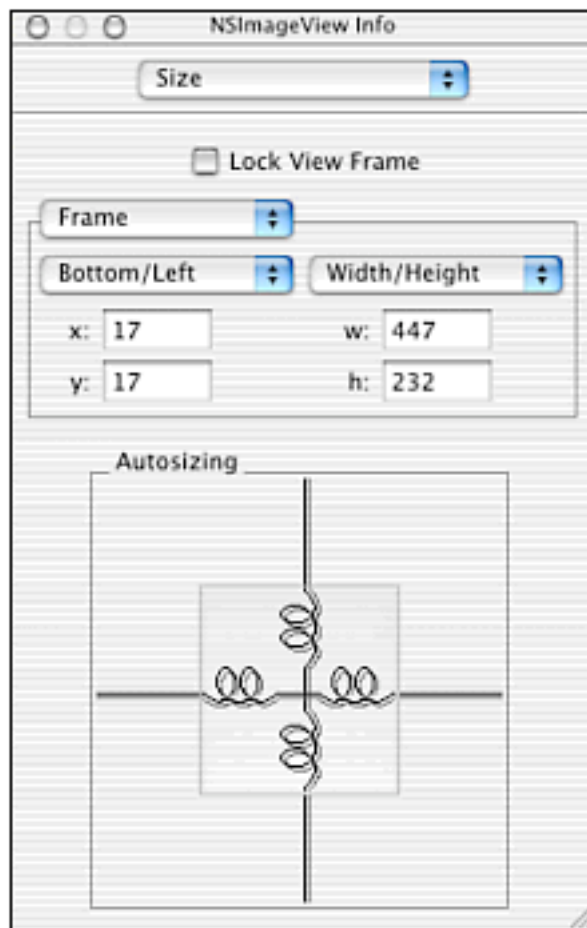 NSImageView Info
Size
Lock View Frame
Frame
Bottom/Left Width/Height
x: 17 w: 447
y: 17 h: 232
Autosizing